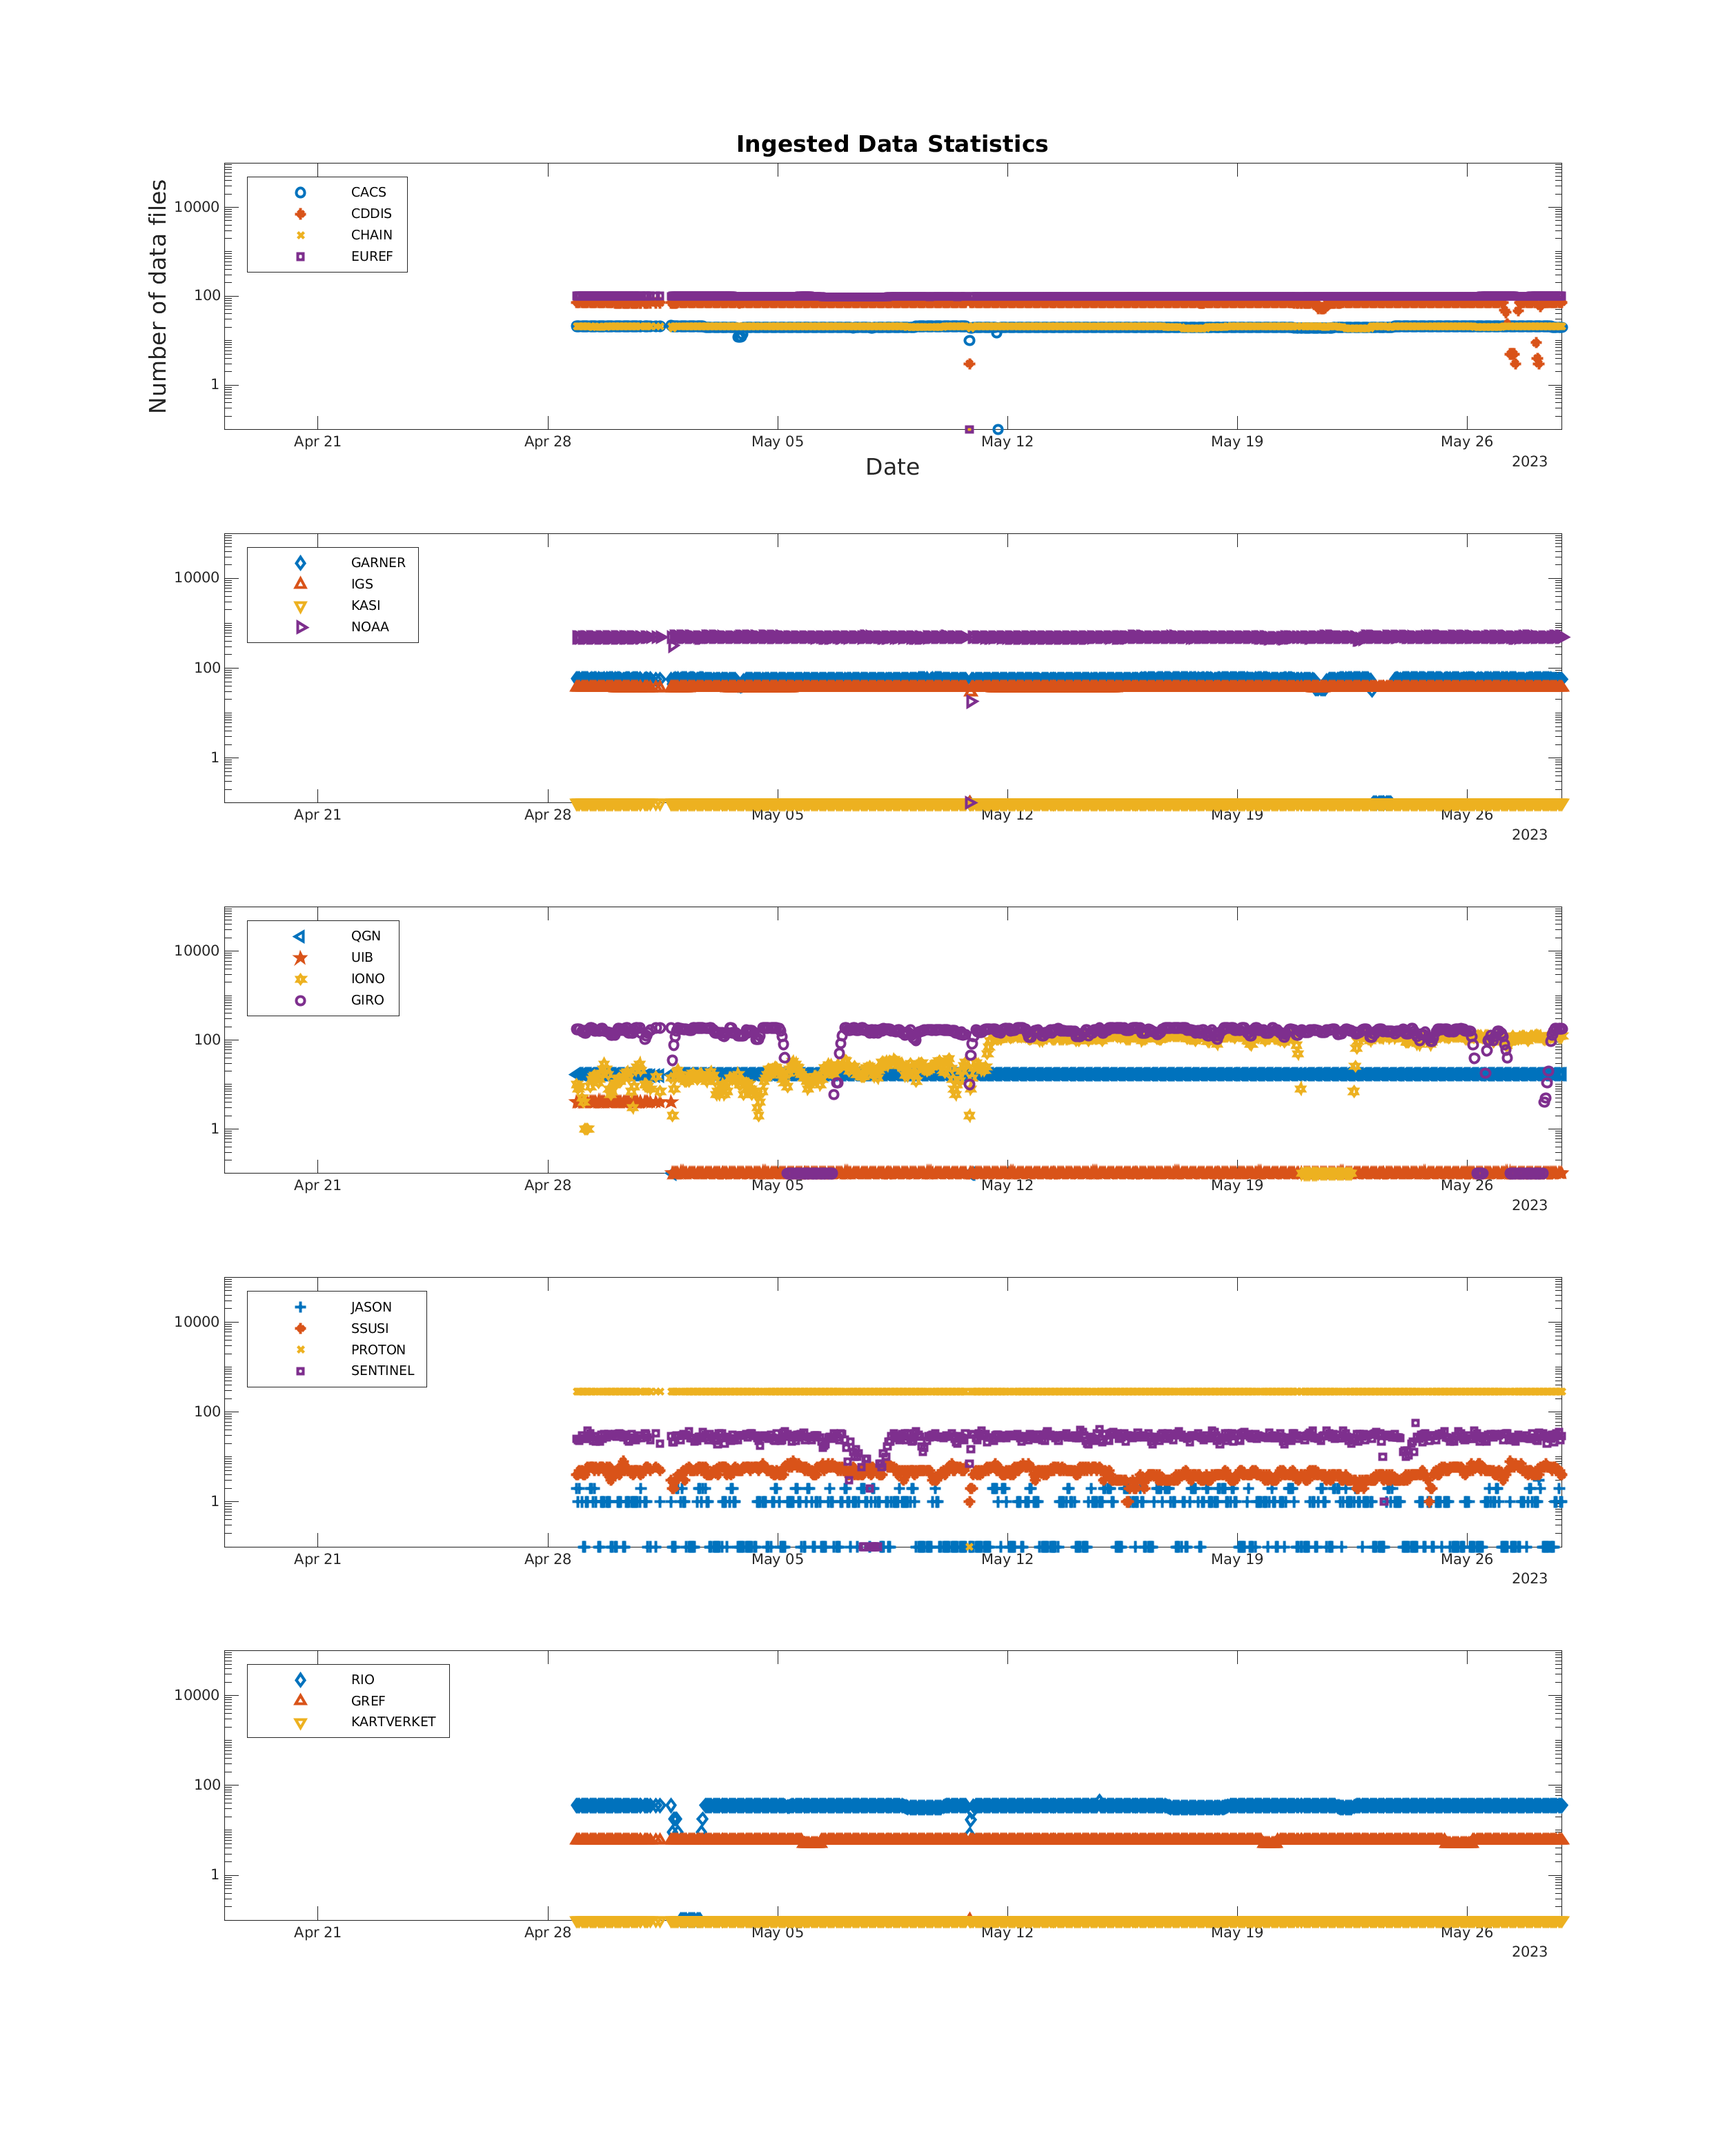 Ingested Data Statistics
Number of data files
CACS
CDDIS
CHAIN
EUREF
10000
100
1
Apr 21 Apr 28 May 05 May 12 May 19 May 26
2023
Date
GARNER
IGS
KASI
NOAA
10000
100
1
Apr 21 Apr 28 May 05 May 12 May 19 May 26
2023
QGN
UIB
IONO
GIRO
10000
100
1
Apr 21 Apr 28 May 05 May 12 May 19 May 26
2023
JASON
SSUSI
PROTON
SENTINEL
10000
100
1
Apr 21 Apr 28 May 05 May 12 May 19 May 26
2023
RIO
GREF
KARTVERKET
10000
100
1
Apr 21 Apr 28 May 05 May 12 May 19 May 26
2023